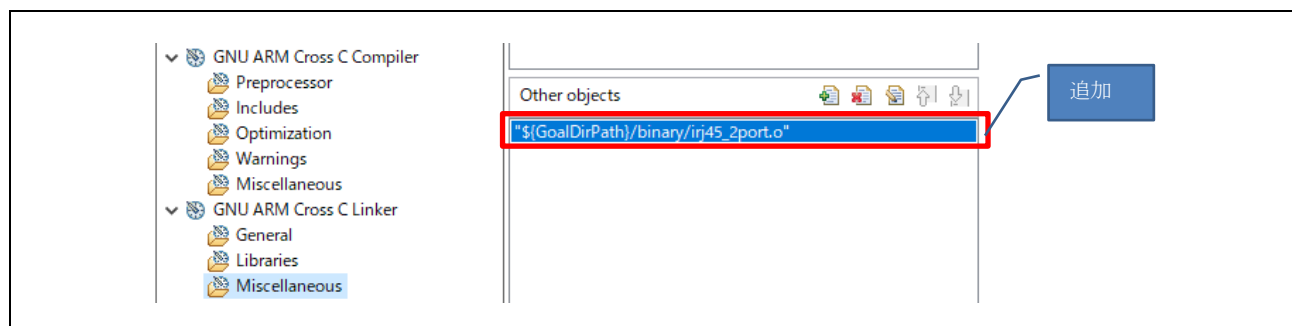 GNU ARM Cross C Compiler
Preprocessor
Includes
Optimization
Warnings
Miscellaneous
GNU ARM Cross C Linker
General
Libraries
Miscellaneous
Other objects
"${GoalDirPath}/binary/irj45_2port.o"
追加